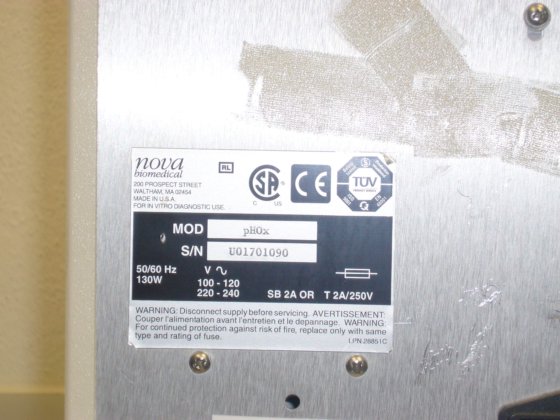 nova
biomedical
200 PROSPECT STREET
WALTHAM, MA 02454
MADE IN U.S.A.
FOR IN VITRO DIAGNOSTIC USE.
RL
C US
CE
TÜV
MOD pHOx
S/N U01701090
50/60 Hz V
130W 100 - 120
220 - 240 SB 2A OR T 2A/250V
WARNING: Disconnect supply before servicing. AVERTISSEMENT:
Couper l'alimentation avant l'entretien et le depannage. WARNING:
For continued protection against risk of fire, replace only with same
type and rating of fuse.
LPN 28851C